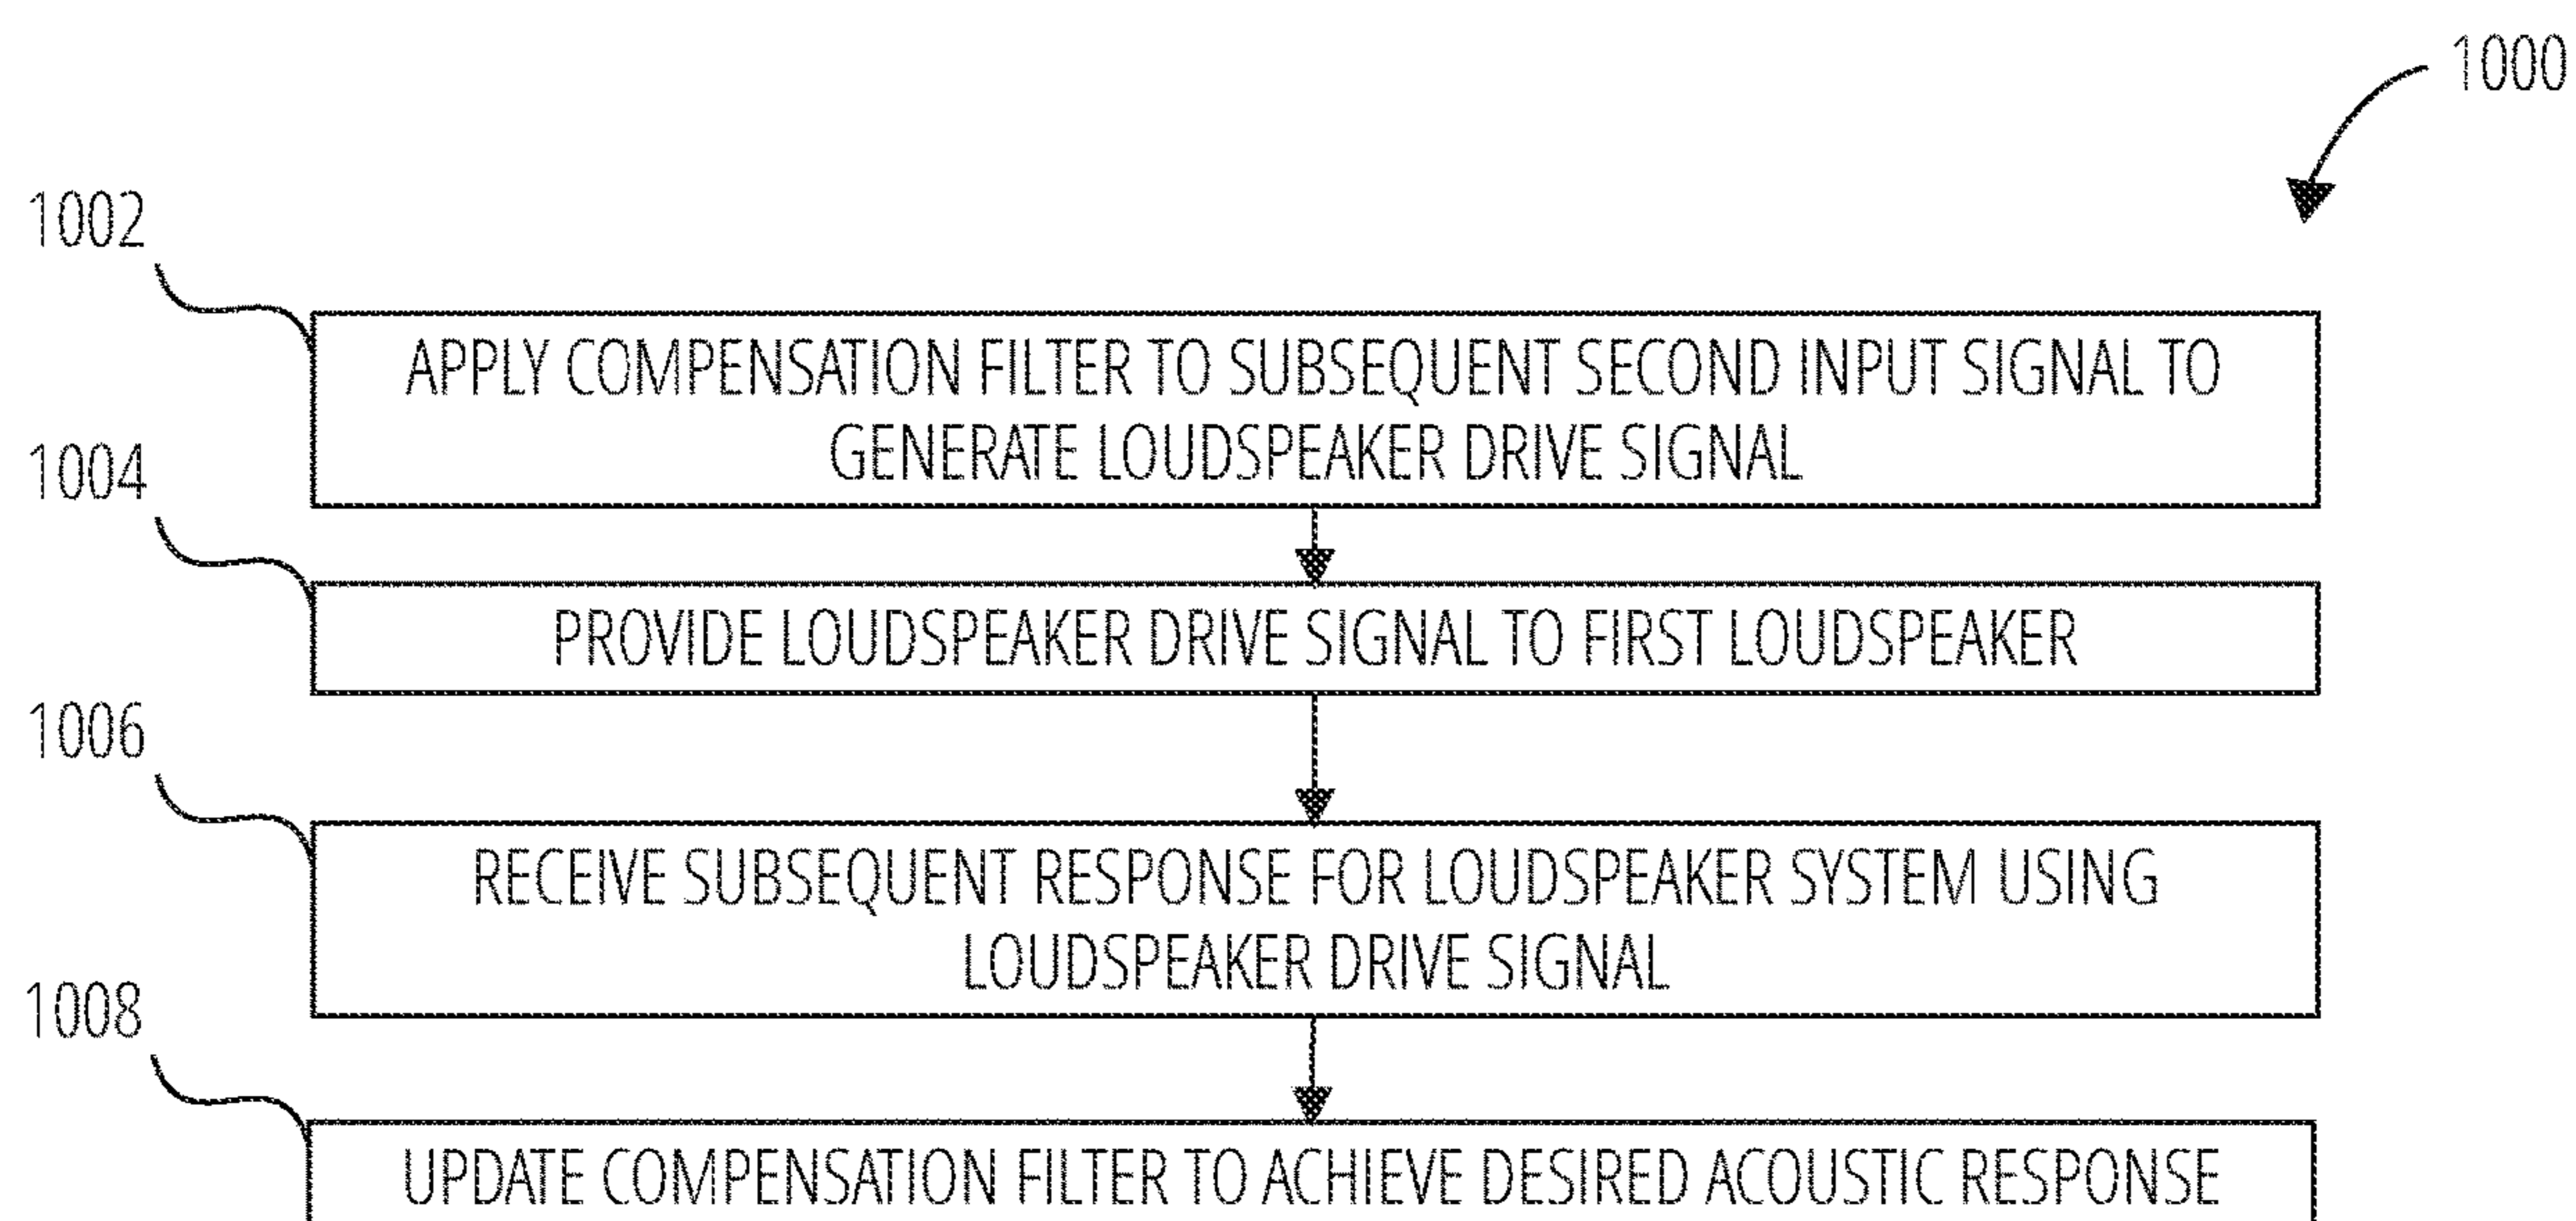 1000
1002
APPLY COMPENSATION FILTER TO SUBSEQUENT SECOND INPUT SIGNAL TO
GENERATE LOUDSPEAKER DRIVE SIGNAL
1004
PROVIDE LOUDSPEAKER DRIVE SIGNAL TO FIRST LOUDSPEAKER
1006
RECEIVE SUBSEQUENT RESPONSE FOR LOUDSPEAKER SYSTEM USING
LOUDSPEAKER DRIVE SIGNAL
1008
UPDATE COMPENSATION FILTER TO ACHIEVE DESIRED ACOUSTIC RESPONSE